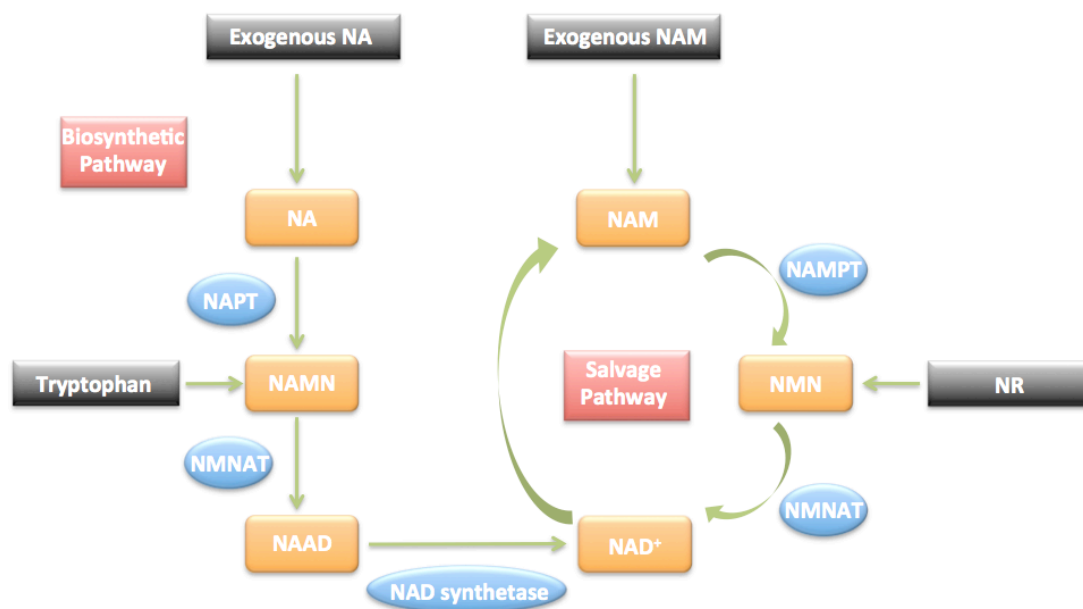 Exogenous NA
Exogenous NAM
Biosynthetic
Pathway
NA
NAM
NAPT
NAMPT
Tryptophan
NAMN
Salvage
Pathway
NMN
NR
NMNAT
NMNAT
NAAD
NAD⁺
NAD synthetase